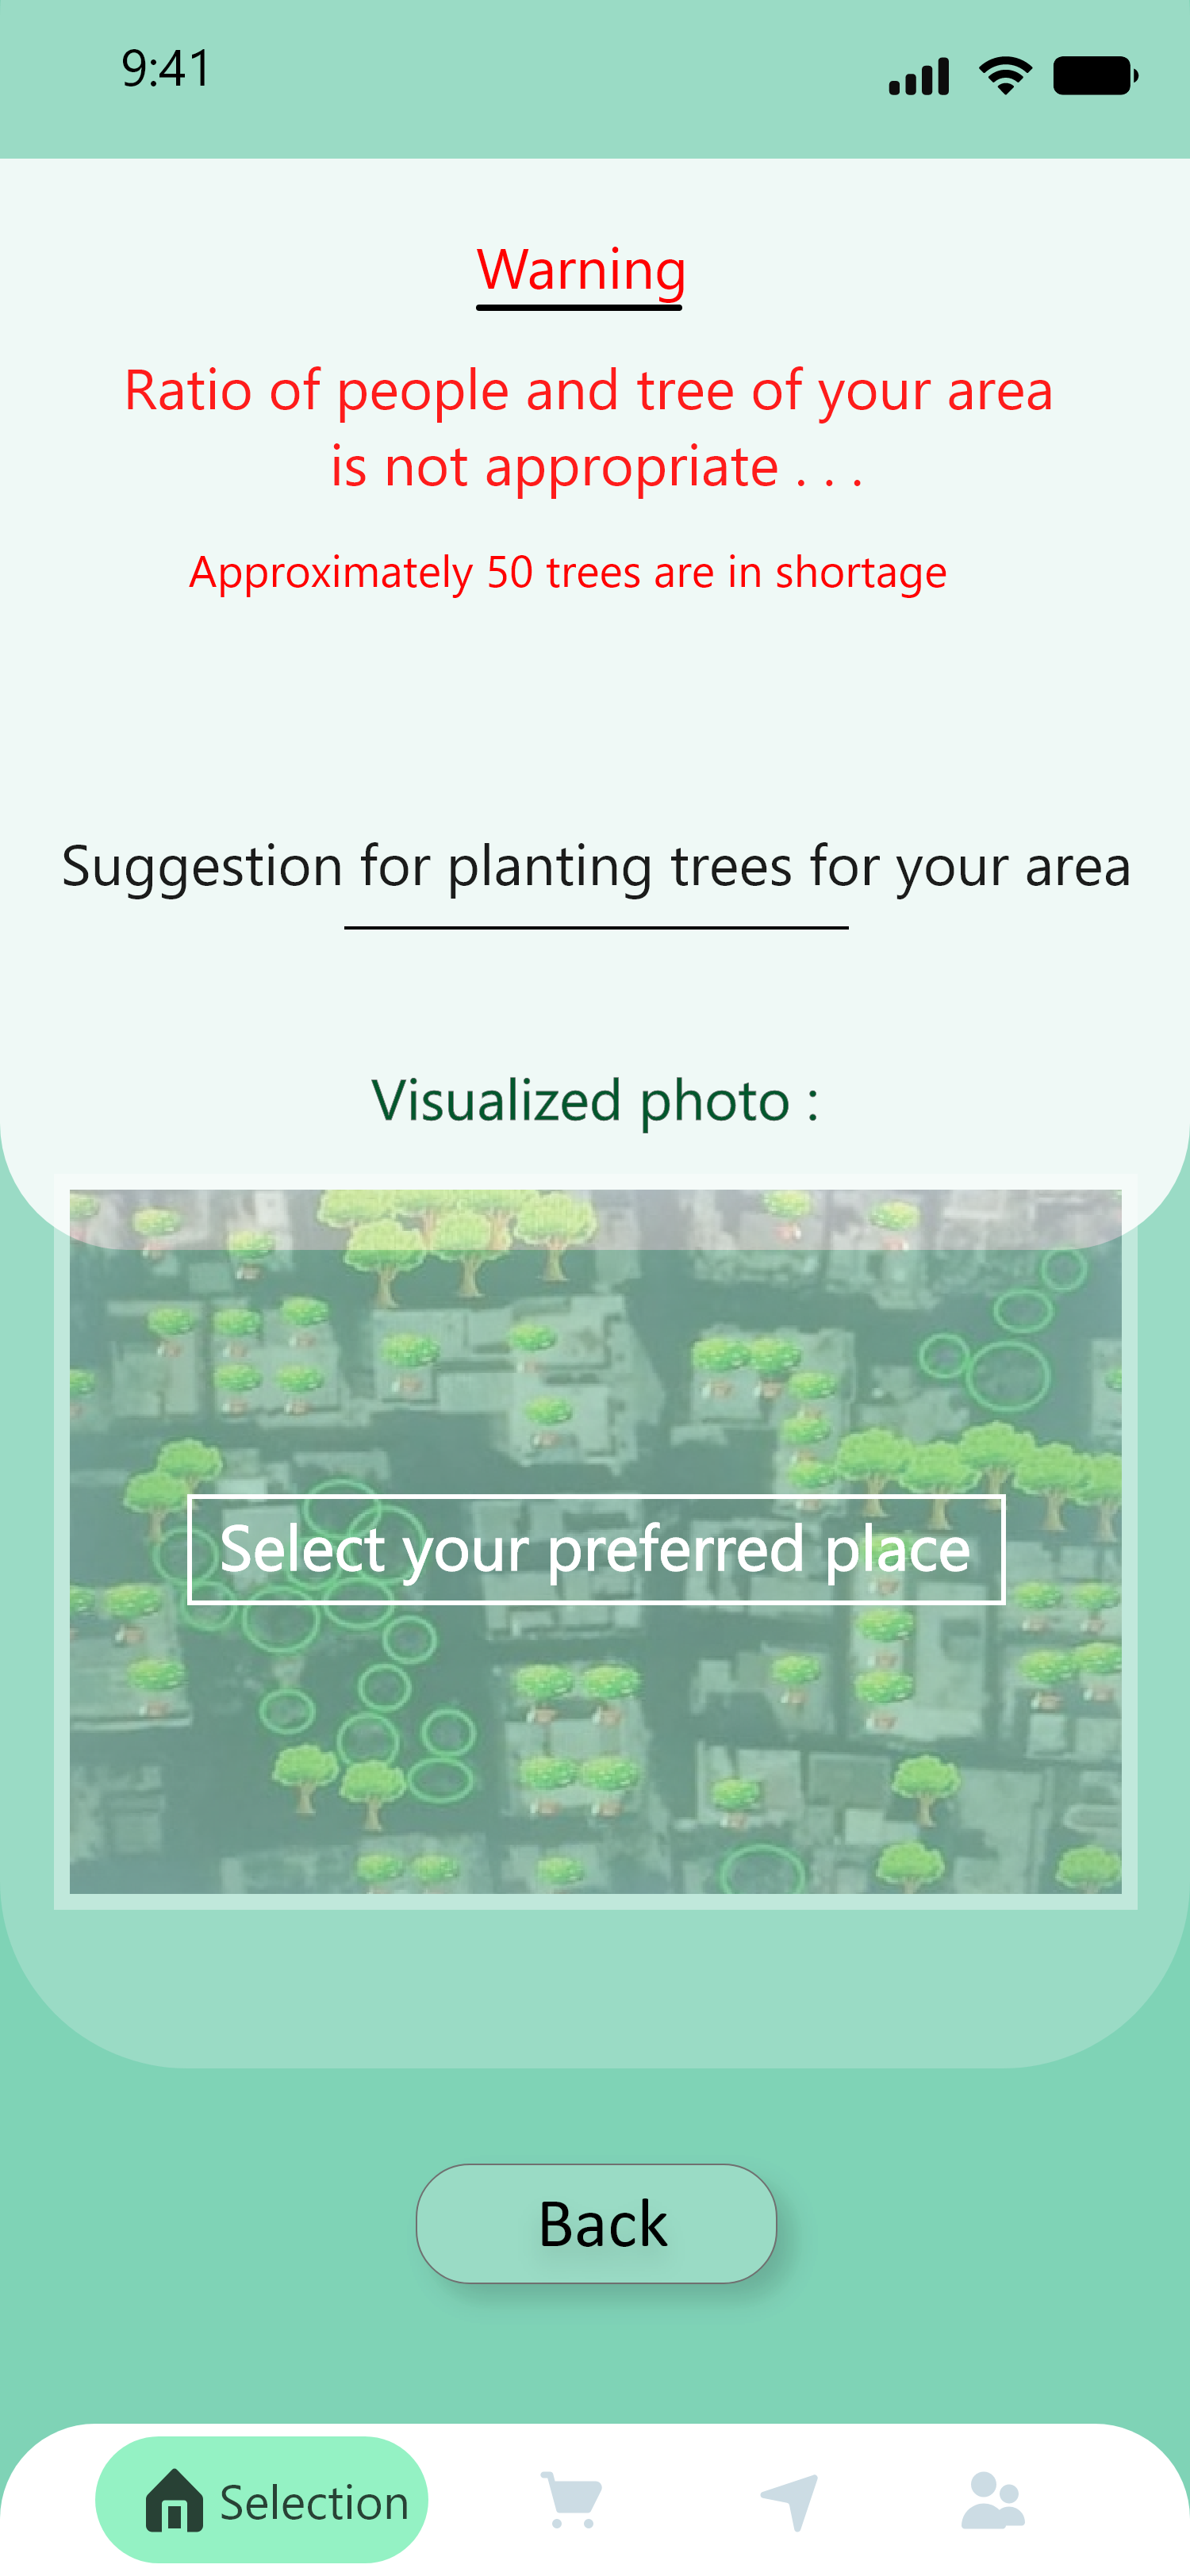 9:41
Warning
Ratio of people and tree of your area
is not appropriate . . .
Approximately 50 trees are in shortage
Suggestion for planting trees for your area
Visualized photo :
Select your preferred place
Back
Selection